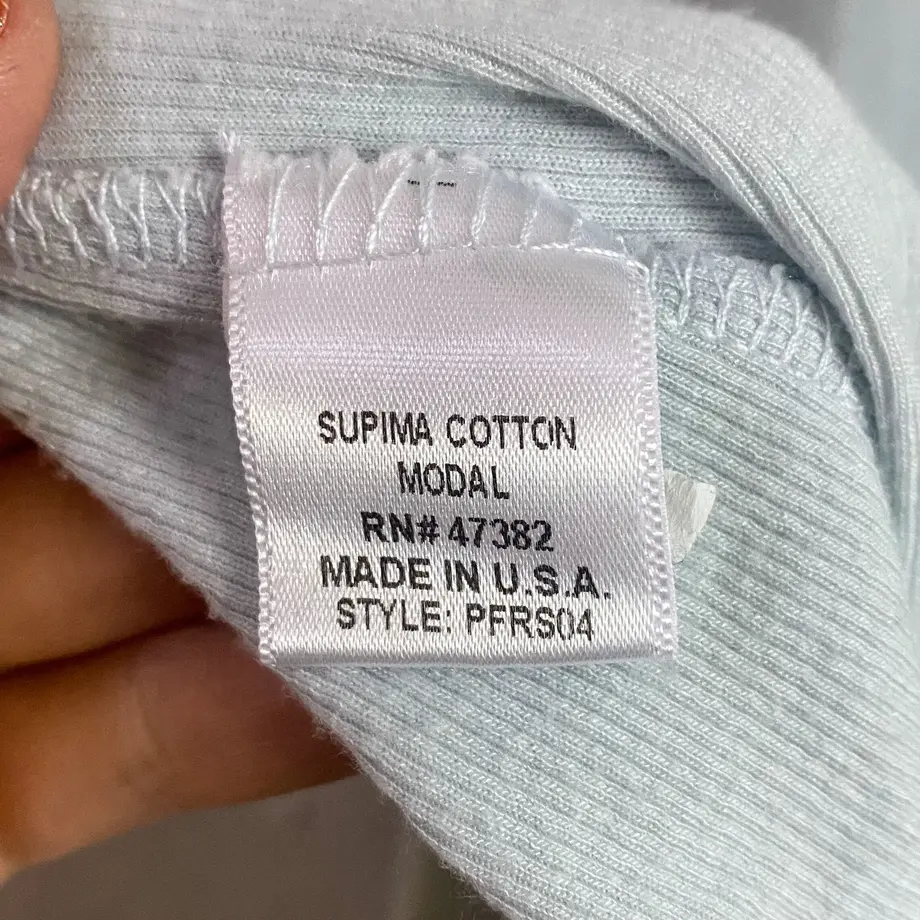 SUPIMA COTTON
MODAL
RN# 47382
MADE IN U.S.A.
STYLE: PFRS04